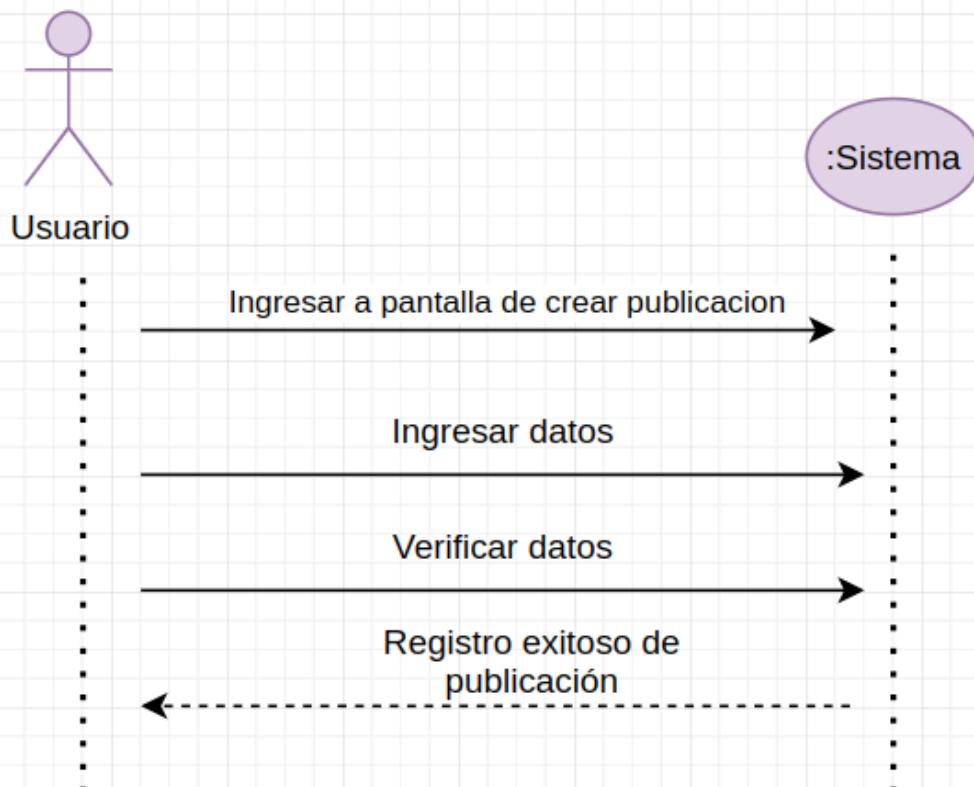 :Sistema
Usuario
Ingresar a pantalla de crear publicacion
Ingresar datos
Verificar datos
Registro exitoso de
publicación